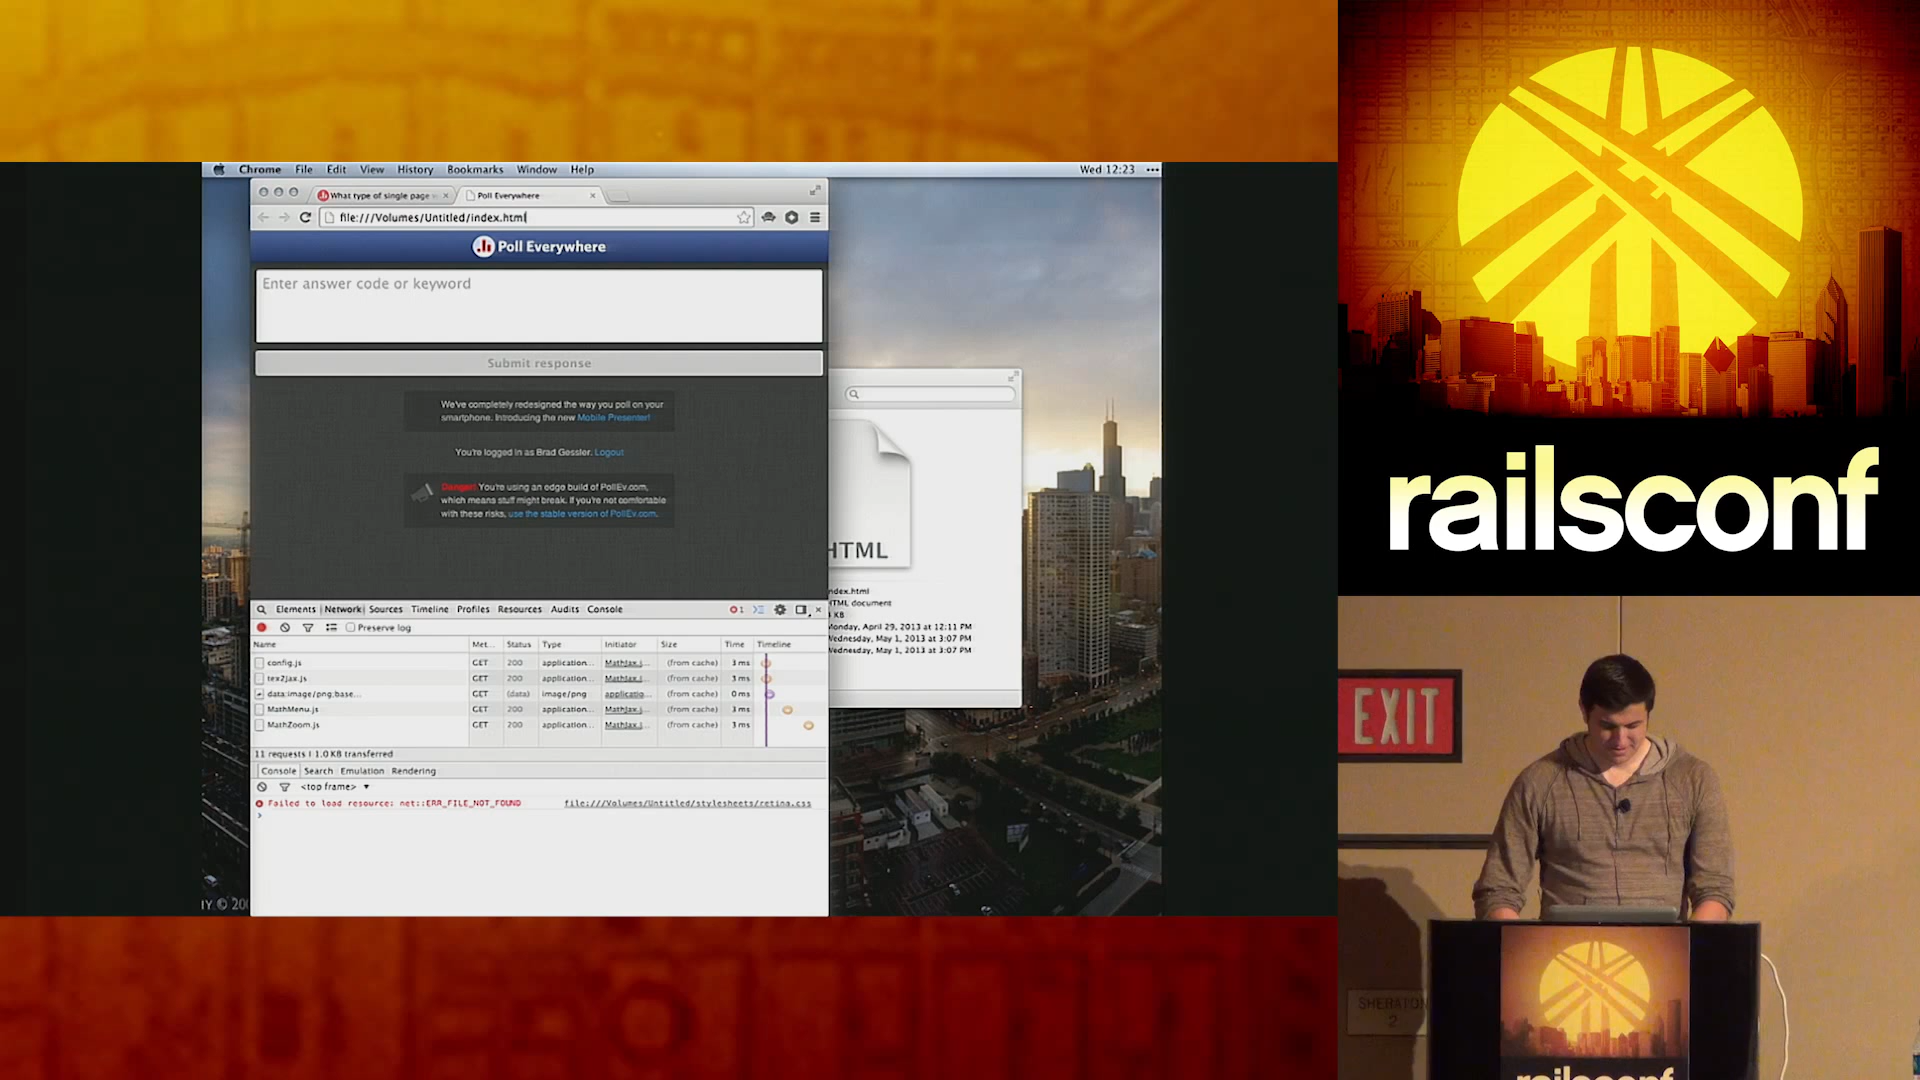 Chrome File Edit View History Bookmarks Window Help
Wed 12:23
What type of single page
Poll Everywhere
file:///Volumes/Untitled/index.html
Poll Everywhere
Enter answer code or keyword
Submit response
We've completely redesigned the way you poll on your
smartphone. Introducing the new Mobile Presenter!
You're logged in as Brad Gessler. Logout
Danger! You're using an edge build of PollEv.com,
which means stuff might break. If you're not comfortable
with these risks, use the stable version of PollEv.com.
HTML
ndex.html
HTML document
KB
Monday, April 29, 2013 at 12:11 PM
Wednesday, May 1, 2013 at 3:07 PM
Wednesday, May 1, 2013 at 3:07 PM
Elements Network Sources Timeline Profiles Resources Audits Console
1
Preserve log
Name Met... Status Type Initiator Size Time Timeline
config.js GET 200 application... MathJax.j... (from cache) 3 ms
tex2jax.js GET 200 application... MathJax.j... (from cache) 3 ms
data:image/png;base... GET (data) image/png applicatio... (from cache) 0 ms
MathMenu.js GET 200 application... MathJax.j... (from cache) 3 ms
MathZoom.js GET 200 application... MathJax.j... (from cache) 3 ms
11 requests | 1.0 KB transferred
Console Search Emulation Rendering
<top frame>
Failed to load resource: net::ERR_FILE_NOT_FOUND file:///Volumes/Untitled/stylesheets/retina.css
IY. © 200
railsconf
EXIT
SHERATON
2
railsconf